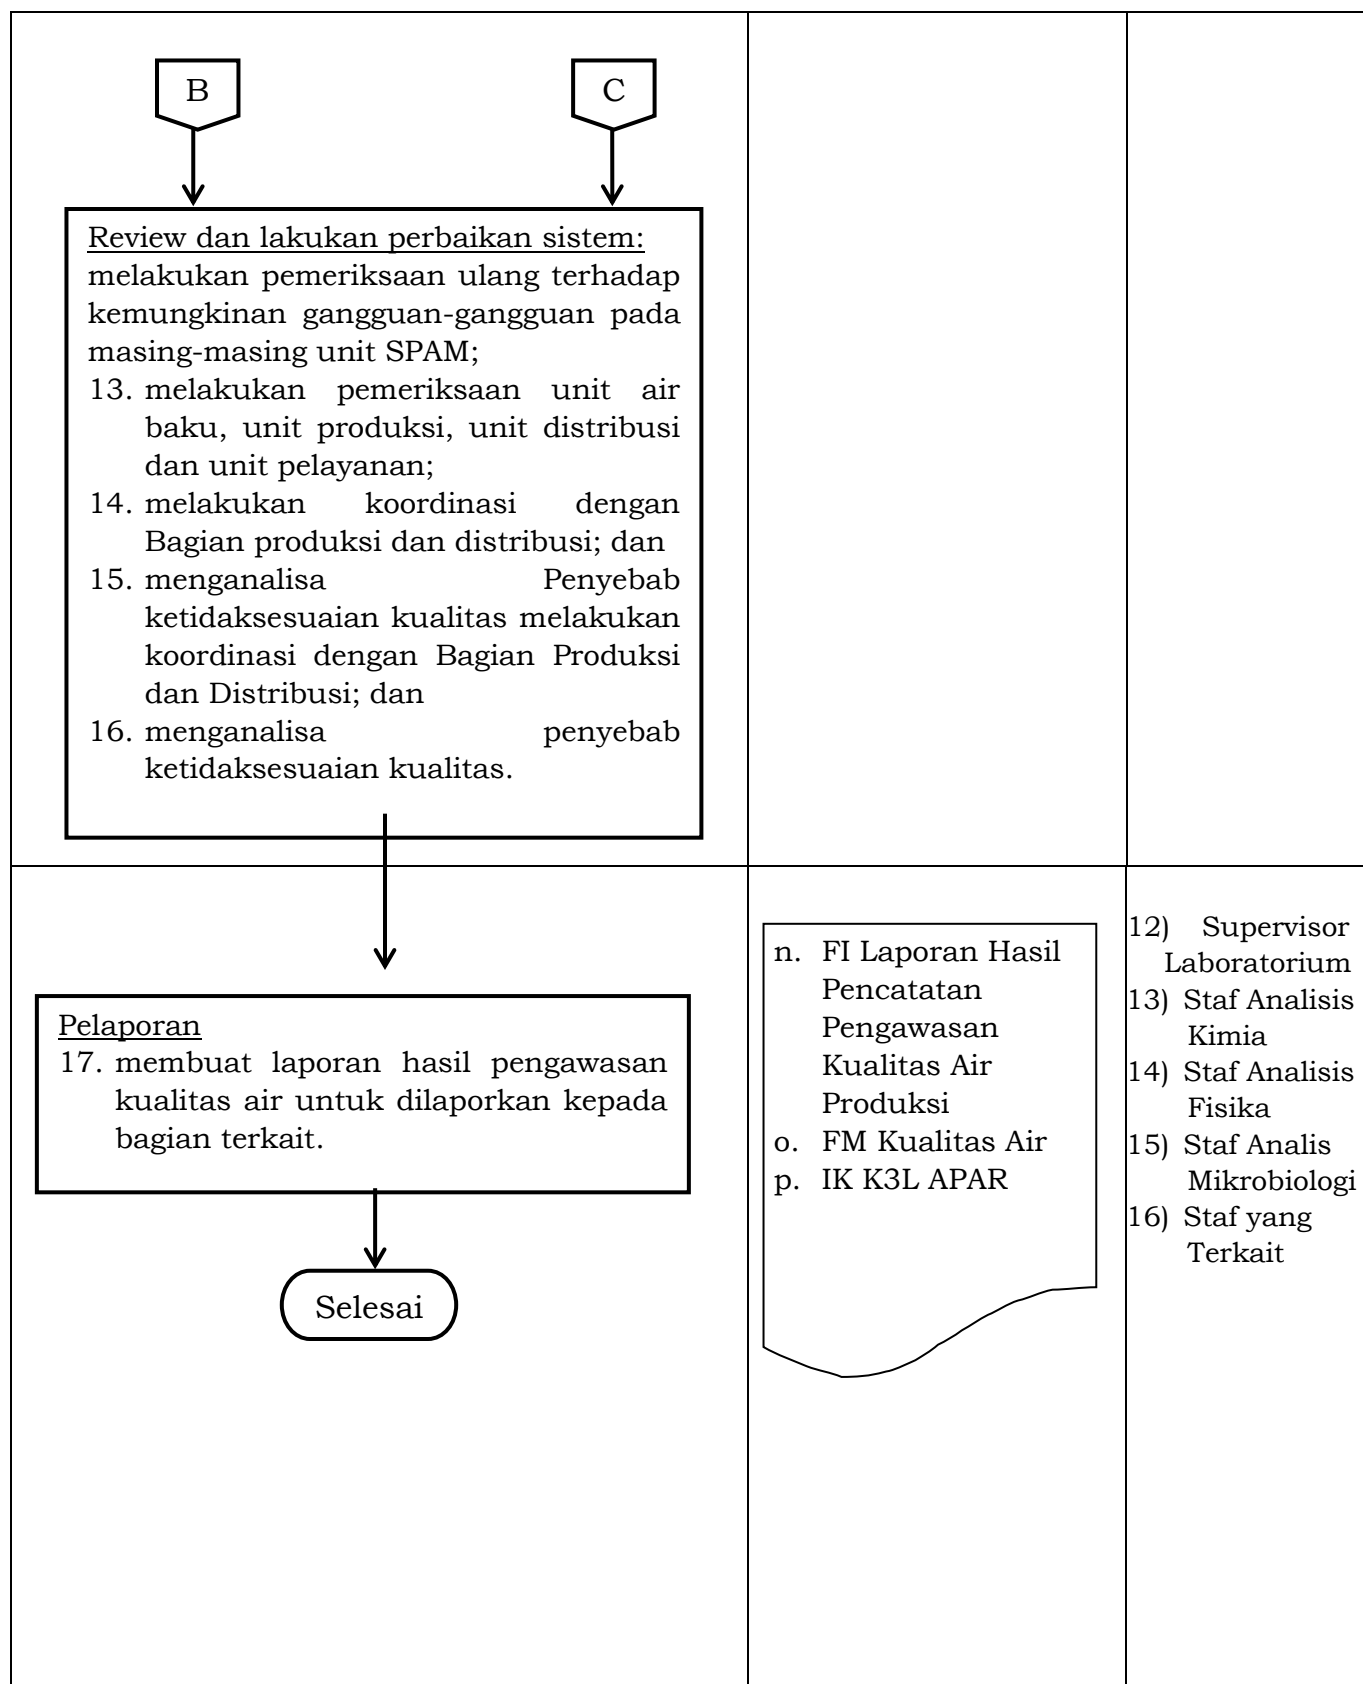 B
C
Review dan lakukan perbaikan sistem:
melakukan pemeriksaan ulang terhadap
kemungkinan gangguan-gangguan pada
masing-masing unit SPAM;
13. melakukan pemeriksaan unit air
baku, unit produksi, unit distribusi
dan unit pelayanan;
14. melakukan koordinasi dengan
Bagian produksi dan distribusi; dan
15. menganalisa Penyebab
ketidaksesuaian kualitas melakukan
koordinasi dengan Bagian Produksi
dan Distribusi; dan
16. menganalisa penyebab
ketidaksesuaian kualitas.
Pelaporan
17. membuat laporan hasil pengawasan
kualitas air untuk dilaporkan kepada
bagian terkait.
Selesai
n. FI Laporan Hasil
Pencatatan
Pengawasan
Kualitas Air
Produksi
o. FM Kualitas Air
p. IK K3L APAR
12) Supervisor
Laboratorium
13) Staf Analisis
Kimia
14) Staf Analisis
Fisika
15) Staf Analis
Mikrobiologi
16) Staf yang
Terkait